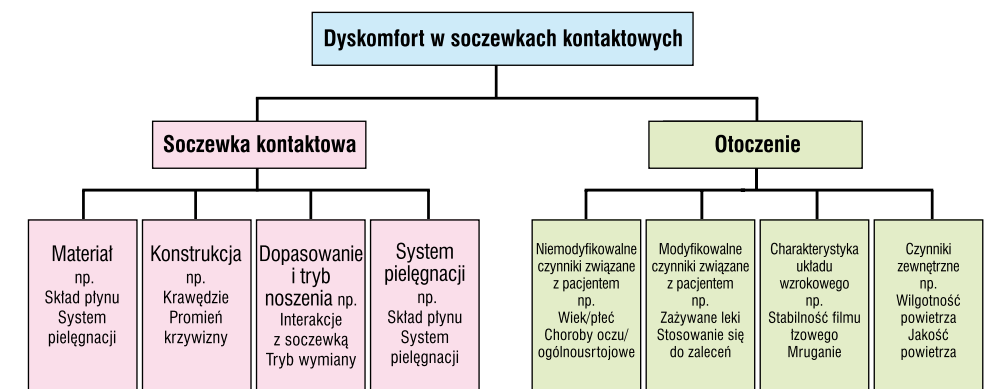 Dyskomfort w soczewkach kontaktowych
Soczewka kontaktowa
Otoczenie
Materiał
np.
Skład płynu
System
pielęgnacji
Konstrukcja
np.
Krawędzie
Promień
krzywizny
Dopasowanie
i tryb
noszenia np.
Interakcje
z soczewką
Tryb wymiany
System
pielęgnacji
np.
Skład płynu
System
pielęgnacji
Niemodyfikowalne
czynniki związane
z pacjentem
np.
Wiek/płeć
Choroby oczu/
ogólnousrtojowe
Modyfikowalne
czynniki związane
z pacjentem
np.
Zażywane leki
Stosowanie się
do zaleceń
Charakterystyka
układu
wzrokowego
np.
Stabilność filmu
łzowego
Mruganie
Czynniki
zewnętrzne
np.
Wilgotność
powietrza
Jakość
powietrza